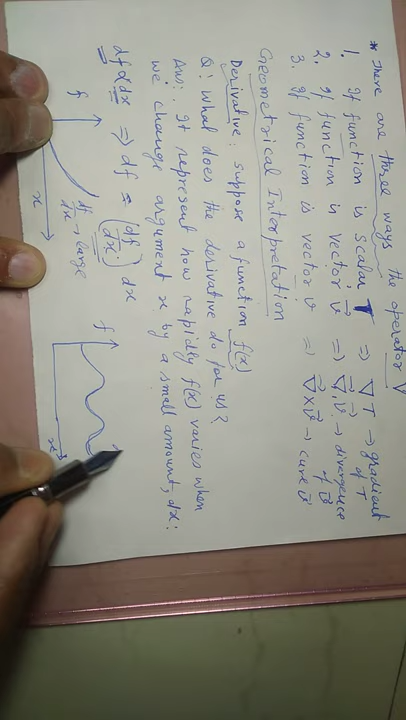 * There are three ways the operator ∇
1. If function is scalar T ⇒ ∇T → gradient of T
2. If function is vector v⃗ ⇒ ∇⃗.v⃗ → divergence of v⃗
3. If function is vector v ⇒ ∇⃗×v⃗ → curve v⃗
Geometrical Interpretation
Derivative: suppose a function f(x)
Q: What does the derivative do for us?
Ans:. It represent how rapidly f(x) varies when
we change argument x by a small amount, dx:
df α dx ⇒ df = (df/dx) dx
f
x
df/dx → large
f
x